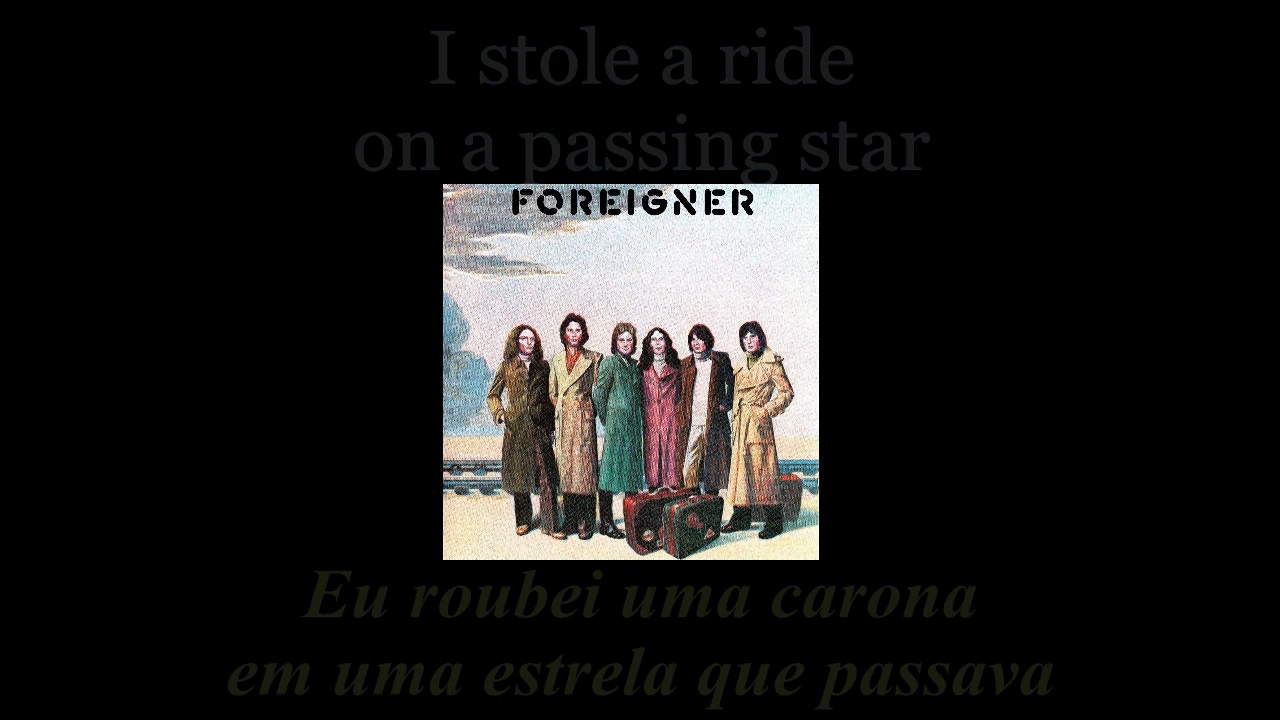 I stole a ride
on a passing star
FOREIGNER
Eu roubei uma carona
em uma estrela que passava